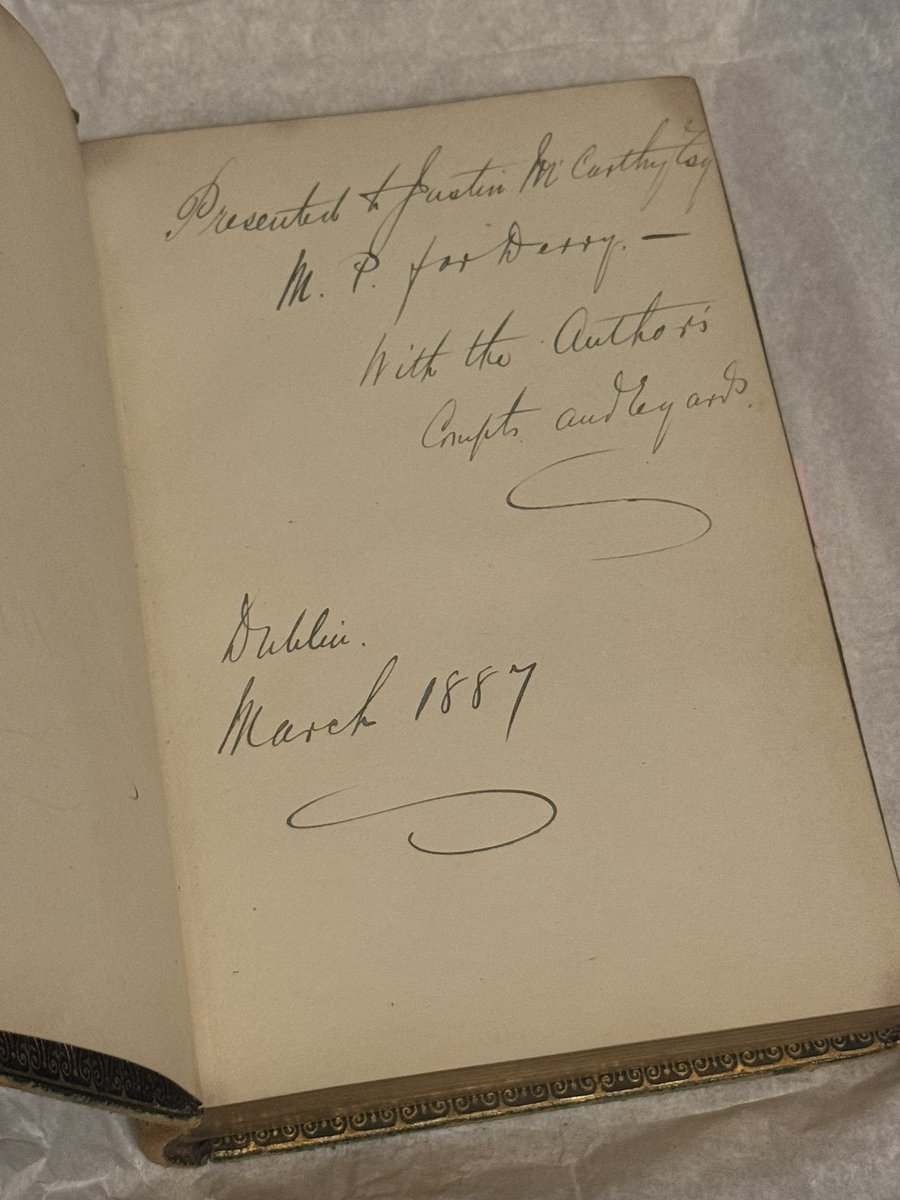 Presented to Justin McCarthy Esq
M. P. for Derry. —
With the Author's
Compts. and Regards.
Dublin.
March 1887